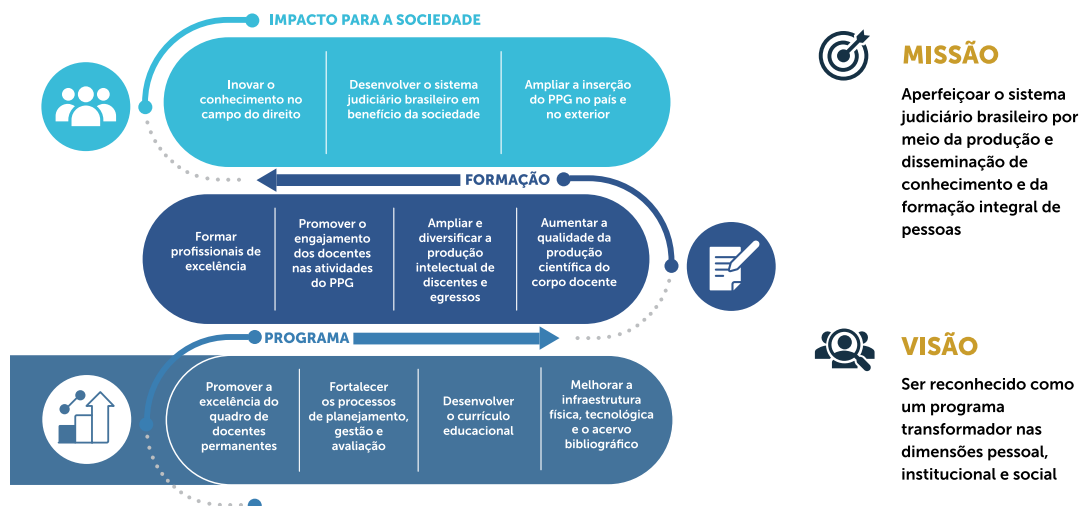 IMPACTO PARA A SOCIEDADE
Inovar o
conhecimento no
campo do direito
Desenvolver o sistema
judiciário brasileiro em
benefício da sociedade
Ampliar a inserção
do PPG no país e
no exterior
FORMAÇÃO
Formar
profissionais de
excelência
Promover o
engajamento
dos docentes
nas atividades
do PPG
Ampliar e
diversificar a
produção
intelectual de
discentes e
egressos
Aumentar a
qualidade da
produção
científica do
corpo docente
PROGRAMA
Promover a
excelência do
quadro de
docentes
permanentes
Fortalecer
os processos
de planejamento,
gestão e
avaliação
Desenvolver
o currículo
educacional
Melhorar a
infraestrutura
física, tecnológica
e o acervo
bibliográfico
MISSÃO
Aperfeiçoar o sistema
judiciário brasileiro por
meio da produção e
disseminação de
conhecimento e da
formação integral de
pessoas
VISÃO
Ser reconhecido como
um programa
transformador nas
dimensões pessoal,
institucional e social